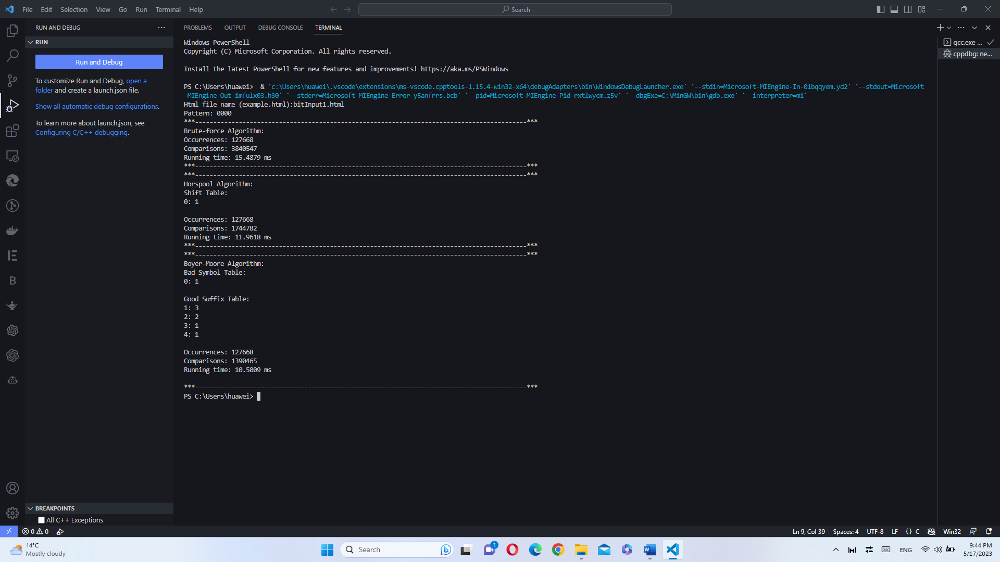 File Edit Selection View Go Run Terminal Help
Search
RUN AND DEBUG
RUN
Run and Debug
To customize Run and Debug, open a
folder and create a launch.json file.
Show all automatic debug configurations.
To learn more about launch.json, see
Configuring C/C++ debugging.
BREAKPOINTS
All C++ Exceptions
PROBLEMS OUTPUT DEBUG CONSOLE TERMINAL
Windows PowerShell
Copyright (C) Microsoft Corporation. All rights reserved.
Install the latest PowerShell for new features and improvements! https://aka.ms/PSWindows
PS C:\Users\huawei>  & 'c:\Users\huawei\.vscode\extensions\ms-vscode.cpptools-1.15.4-win32-x64\debugAdapters\bin\WindowsDebugLauncher.exe' '--stdin=Microsoft-MIEngine-In-01bqqyem.yd2' '--stdout=Microsoft
-MIEngine-Out-imfulx03.h30' '--stderr=Microsoft-MIEngine-Error-y5anfrrs.bcb' '--pid=Microsoft-MIEngine-Pid-rxtlwycm.z5v' '--dbgExe=C:\MinGW\bin\gdb.exe' '--interpreter=mi'
Html file name (example.html):bitInput1.html
Pattern: 0000
***-------------------------------------------------------------------------------------------***
Brute-force Algorithm:
Occurrences: 127668
Comparisons: 3840547
Running time: 15.4879 ms
***-------------------------------------------------------------------------------------------***
***-------------------------------------------------------------------------------------------***
Horspool Algorithm:
Shift Table:
0: 1
Occurrences: 127668
Comparisons: 1744782
Running time: 11.9618 ms
***-------------------------------------------------------------------------------------------***
***-------------------------------------------------------------------------------------------***
Boyer-Moore Algorithm:
Bad Symbol Table:
0: 1
Good Suffix Table:
1: 3
2: 2
3: 1
4: 1
Occurrences: 127668
Comparisons: 1390465
Running time: 10.5009 ms
***-------------------------------------------------------------------------------------------***
PS C:\Users\huawei>
gcc.exe ...
cppdbg: ne...
0 0
Ln 9, Col 39 Spaces: 4 UTF-8 LF {} C Win32
14°C
Mostly cloudy
Search
1
ENG
9:44 PM
5/17/2023